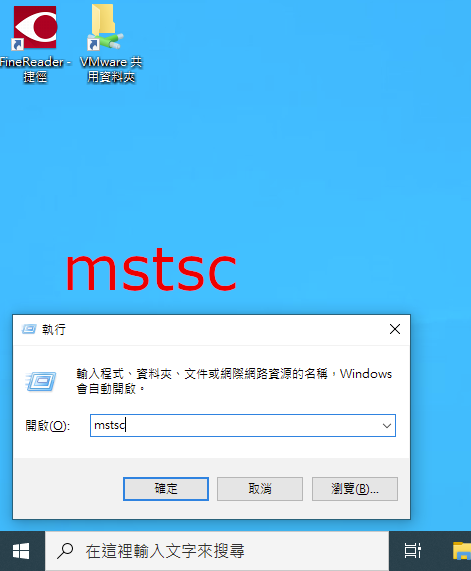 FineReader -
捷徑
VMware 共
用資料夾
mstsc
執行
輸入程式、資料夾、文件或網際網路資源的名稱，Windows
會自動開啟。
開啟(O):
mstsc
確定
取消
瀏覽(B)...
在這裡輸入文字來搜尋